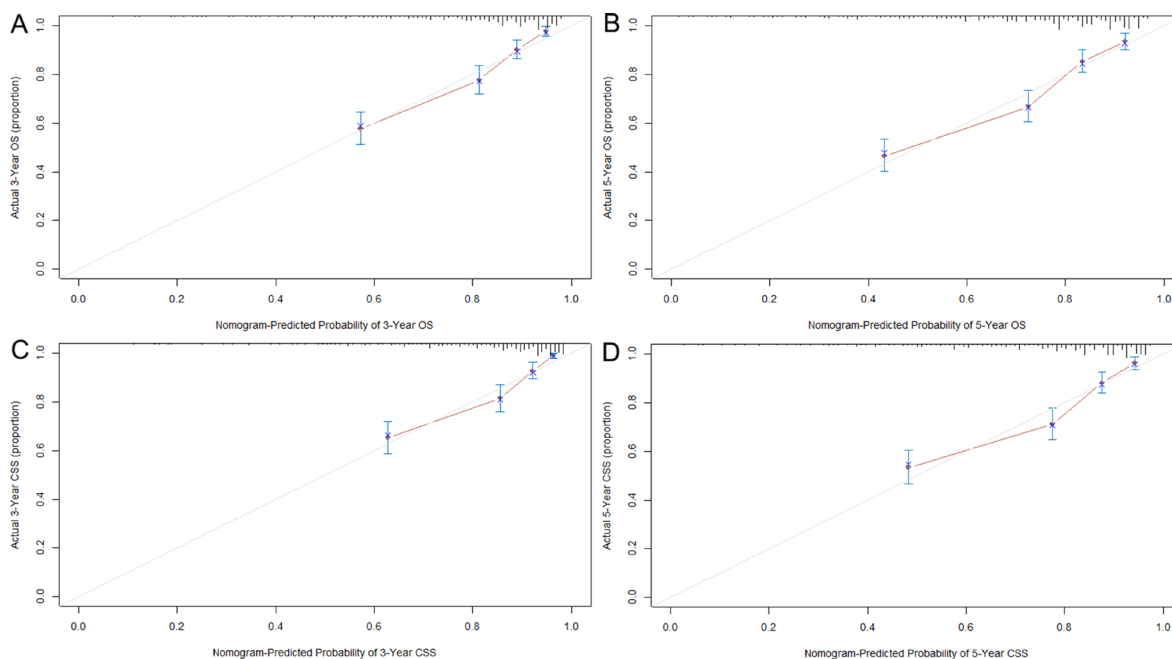 A
Actual 3-Year OS (proportion)
0.0 0.2 0.4 0.6 0.8 1.0
0.0 0.2 0.4 0.6 0.8 1.0
Nomogram-Predicted Probability of 3-Year OS
B
Actual 5-Year OS (proportion)
0.0 0.2 0.4 0.6 0.8 1.0
0.0 0.2 0.4 0.6 0.8 1.0
Nomogram-Predicted Probability of 5-Year OS
C
Actual 3-Year CSS (proportion)
0.0 0.2 0.4 0.6 0.8 1.0
0.0 0.2 0.4 0.6 0.8 1.0
Nomogram-Predicted Probability of 3-Year CSS
D
Actual 5-Year CSS (proportion)
0.0 0.2 0.4 0.6 0.8 1.0
0.0 0.2 0.4 0.6 0.8 1.0
Nomogram-Predicted Probability of 5-Year CSS